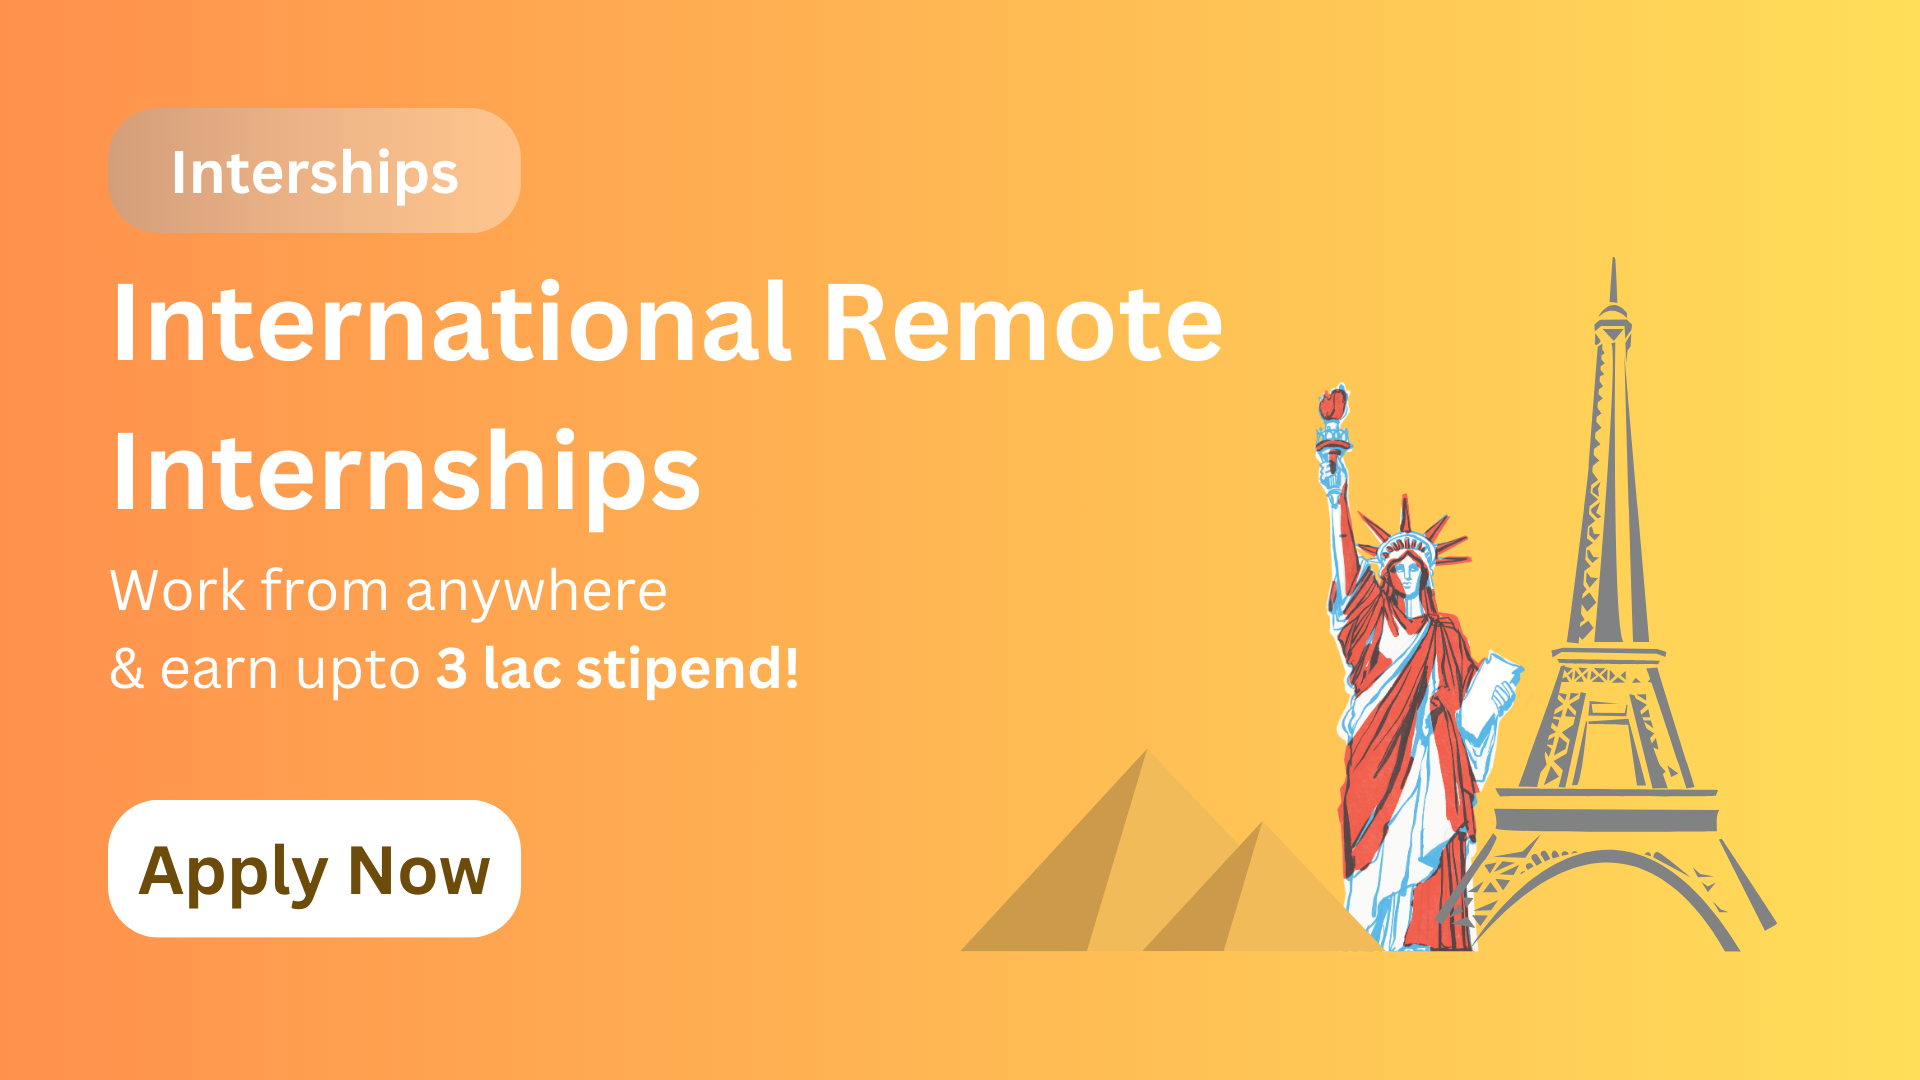 Interships
International Remote
Internships
Work from anywhere
& earn upto 3 lac stipend!
Apply Now